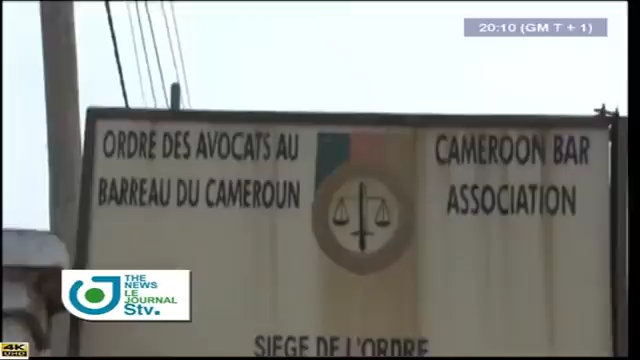 20:10 (GMT+1)
ORDRE DES AVOCATS AU
BARREAU DU CAMEROUN
CAMEROON BAR
ASSOCIATION
SIEGE DE L'ORDRE
THE
NEWS
LE
JOURNAL
Stv.
4K
UHD